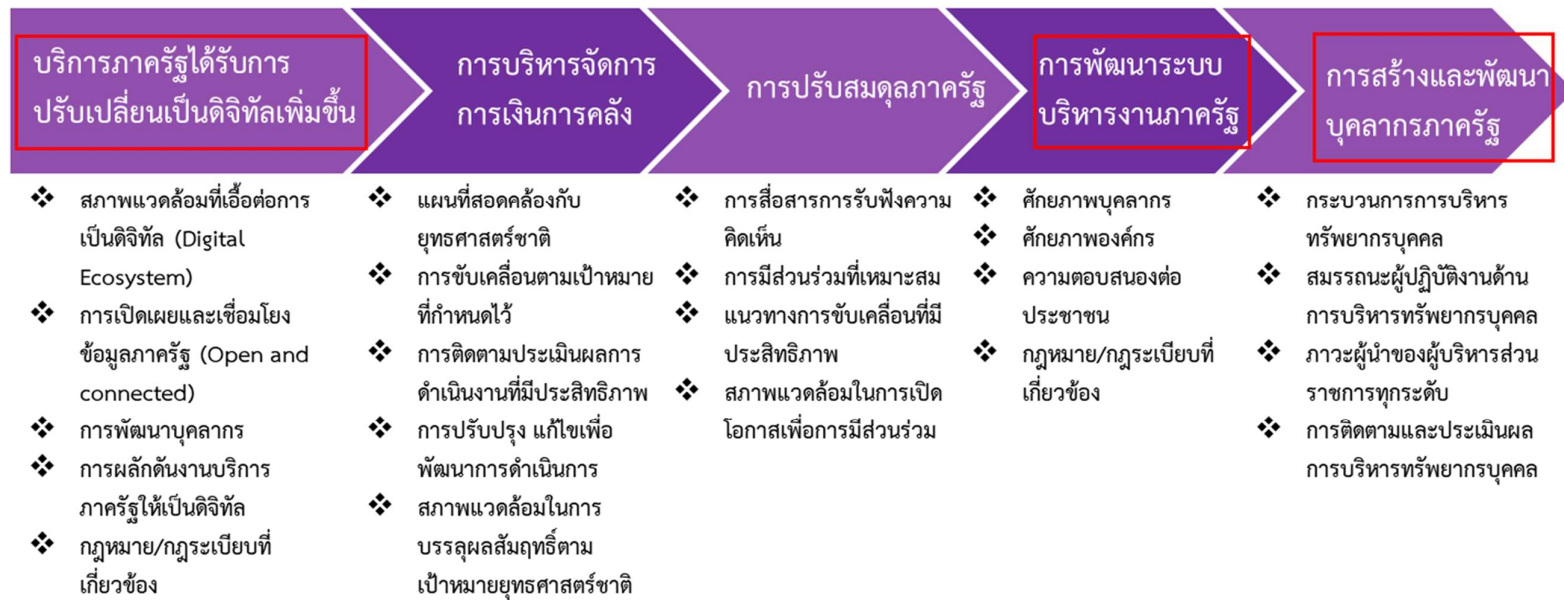 บริการภาครัฐได้รับการ
ปรับเปลี่ยนเป็นดิจิทัลเพิ่มขึ้น
❖ สภาพแวดล้อมที่เอื้อต่อการ
เป็นดิจิทัล (Digital
Ecosystem)
❖ การเปิดเผยและเชื่อมโยง
ข้อมูลภาครัฐ (Open and
connected)
❖ การพัฒนาบุคลากร
❖ การผลักดันงานบริการ
ภาครัฐให้เป็นดิจิทัล
❖ กฎหมาย/กฎระเบียบที่
เกี่ยวข้อง
การบริหารจัดการ
การเงินการคลัง
❖ แผนที่สอดคล้องกับ
ยุทธศาสตร์ชาติ
❖ การขับเคลื่อนตามเป้าหมาย
ที่กำหนดไว้
❖ การติดตามประเมินผลการ
ดำเนินงานที่มีประสิทธิภาพ
❖ การปรับปรุง แก้ไขเพื่อ
พัฒนาการดำเนินการ
❖ สภาพแวดล้อมในการ
บรรลุผลสัมฤทธิ์ตาม
เป้าหมายยุทธศาสตร์ชาติ
การปรับสมดุลภาครัฐ
❖ การสื่อสารการรับฟังความ
คิดเห็น
❖ การมีส่วนร่วมที่เหมาะสม
❖ แนวทางการขับเคลื่อนที่มี
ประสิทธิภาพ
❖ สภาพแวดล้อมในการเปิด
โอกาสเพื่อการมีส่วนร่วม
การพัฒนาระบบ
บริหารงานภาครัฐ
❖ ศักยภาพบุคลากร
❖ ศักยภาพองค์กร
❖ ความตอบสนองต่อ
ประชาชน
❖ กฎหมาย/กฎระเบียบที่
เกี่ยวข้อง
การสร้างและพัฒนา
บุคลากรภาครัฐ
❖ กระบวนการการบริหาร
ทรัพยากรบุคคล
❖ สมรรถนะผู้ปฏิบัติงานด้าน
การบริหารทรัพยากรบุคคล
❖ ภาวะผู้นำของผู้บริหารส่วน
ราชการทุกระดับ
❖ การติดตามและประเมินผล
การบริหารทรัพยากรบุคคล